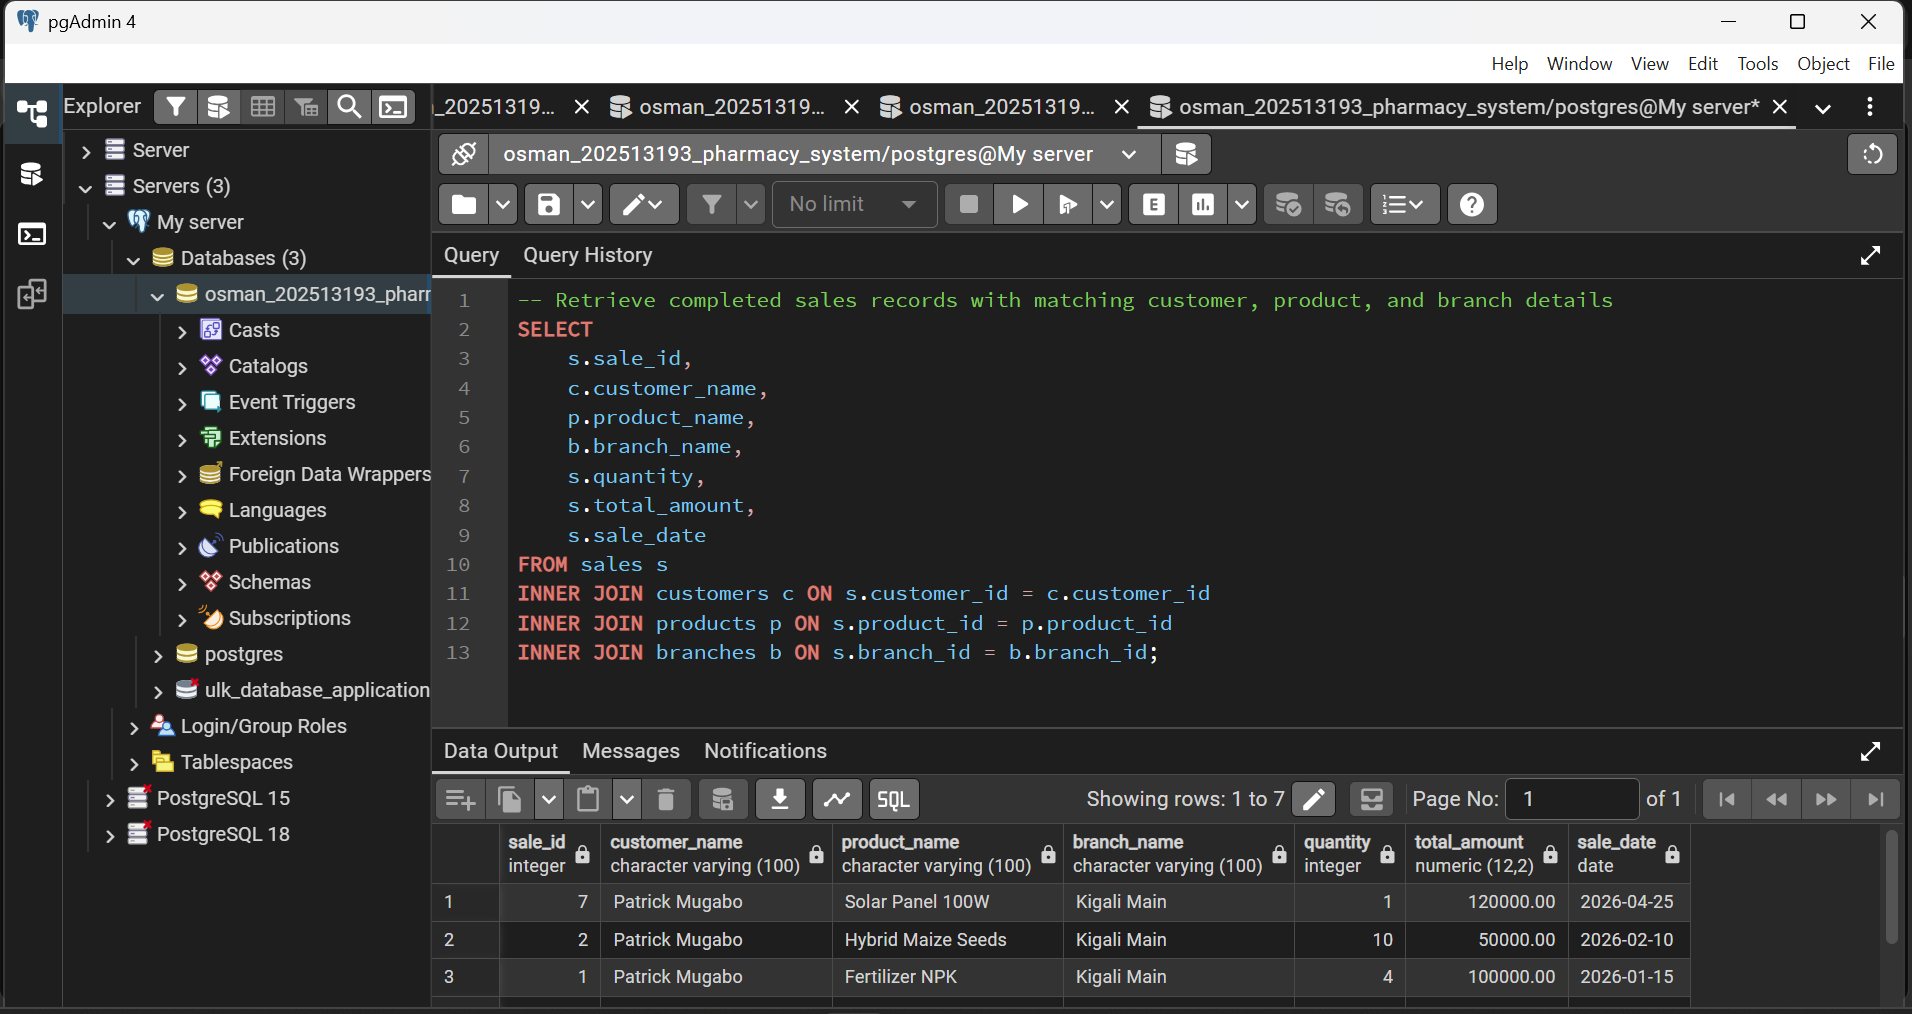 pgAdmin 4
Help Window View Edit Tools Object File
Explorer
_20251319... osman_20251319... osman_20251319... osman_202513193_pharmacy_system/postgres@My server*
osman_202513193_pharmacy_system/postgres@My server
No limit
Server
Servers (3)
My server
Databases (3)
osman_202513193_phar
Casts
Catalogs
Event Triggers
Extensions
Foreign Data Wrappers
Languages
Publications
Schemas
Subscriptions
postgres
ulk_database_application
Login/Group Roles
Tablespaces
PostgreSQL 15
PostgreSQL 18
Query Query History
1 -- Retrieve completed sales records with matching customer, product, and branch details
2 SELECT
3 s.sale_id,
4 c.customer_name,
5 p.product_name,
6 b.branch_name,
7 s.quantity,
8 s.total_amount,
9 s.sale_date
10 FROM sales s
11 INNER JOIN customers c ON s.customer_id = c.customer_id
12 INNER JOIN products p ON s.product_id = p.product_id
13 INNER JOIN branches b ON s.branch_id = b.branch_id;
Data Output Messages Notifications
SQL Showing rows: 1 to 7 Page No: 1 of 1
sale_id customer_name product_name branch_name quantity total_amount sale_date
integer character varying (100) character varying (100) character varying (100) integer numeric (12,2) date
1 7 Patrick Mugabo Solar Panel 100W Kigali Main 1 120000.00 2026-04-25
2 2 Patrick Mugabo Hybrid Maize Seeds Kigali Main 10 50000.00 2026-02-10
3 1 Patrick Mugabo Fertilizer NPK Kigali Main 4 100000.00 2026-01-15